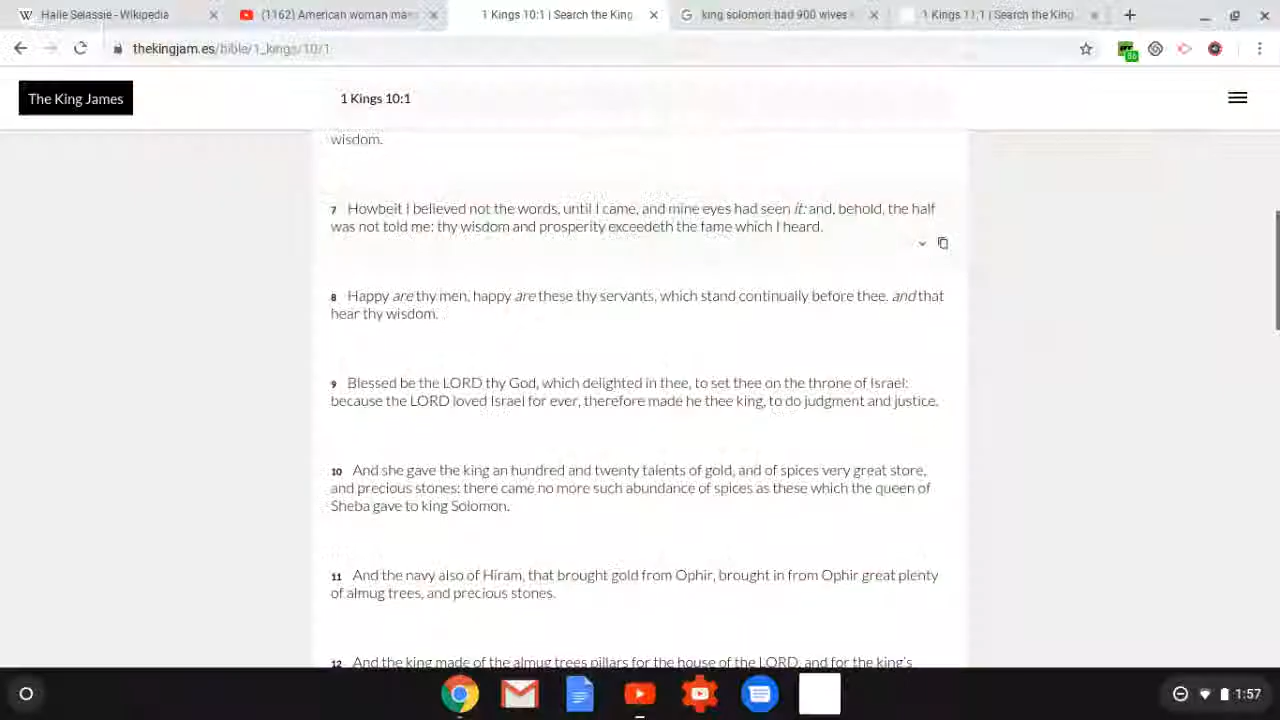 Haile Selassie - Wikipedia
(1162) American woman ma
1 Kings 10:1 | Search the King
king solomon had 900 wives
1 Kings 11:1 | Search the King
thekingjam.es/bible/1_kings/10/1
86
The King James
1 Kings 10:1
wisdom.
7 Howbeit I believed not the words, until I came, and mine eyes had seen it: and, behold, the half
was not told me: thy wisdom and prosperity exceedeth the fame which I heard.
8 Happy are thy men, happy are these thy servants, which stand continually before thee, and that
hear thy wisdom.
9 Blessed be the LORD thy God, which delighted in thee, to set thee on the throne of Israel:
because the LORD loved Israel for ever, therefore made he thee king, to do judgment and justice.
10 And she gave the king an hundred and twenty talents of gold, and of spices very great store,
and precious stones: there came no more such abundance of spices as these which the queen of
Sheba gave to king Solomon.
11 And the navy also of Hiram, that brought gold from Ophir, brought in from Ophir great plenty
of almug trees, and precious stones.
12 And the king made of the almug trees pillars for the house of the LORD, and for the king's
1:57